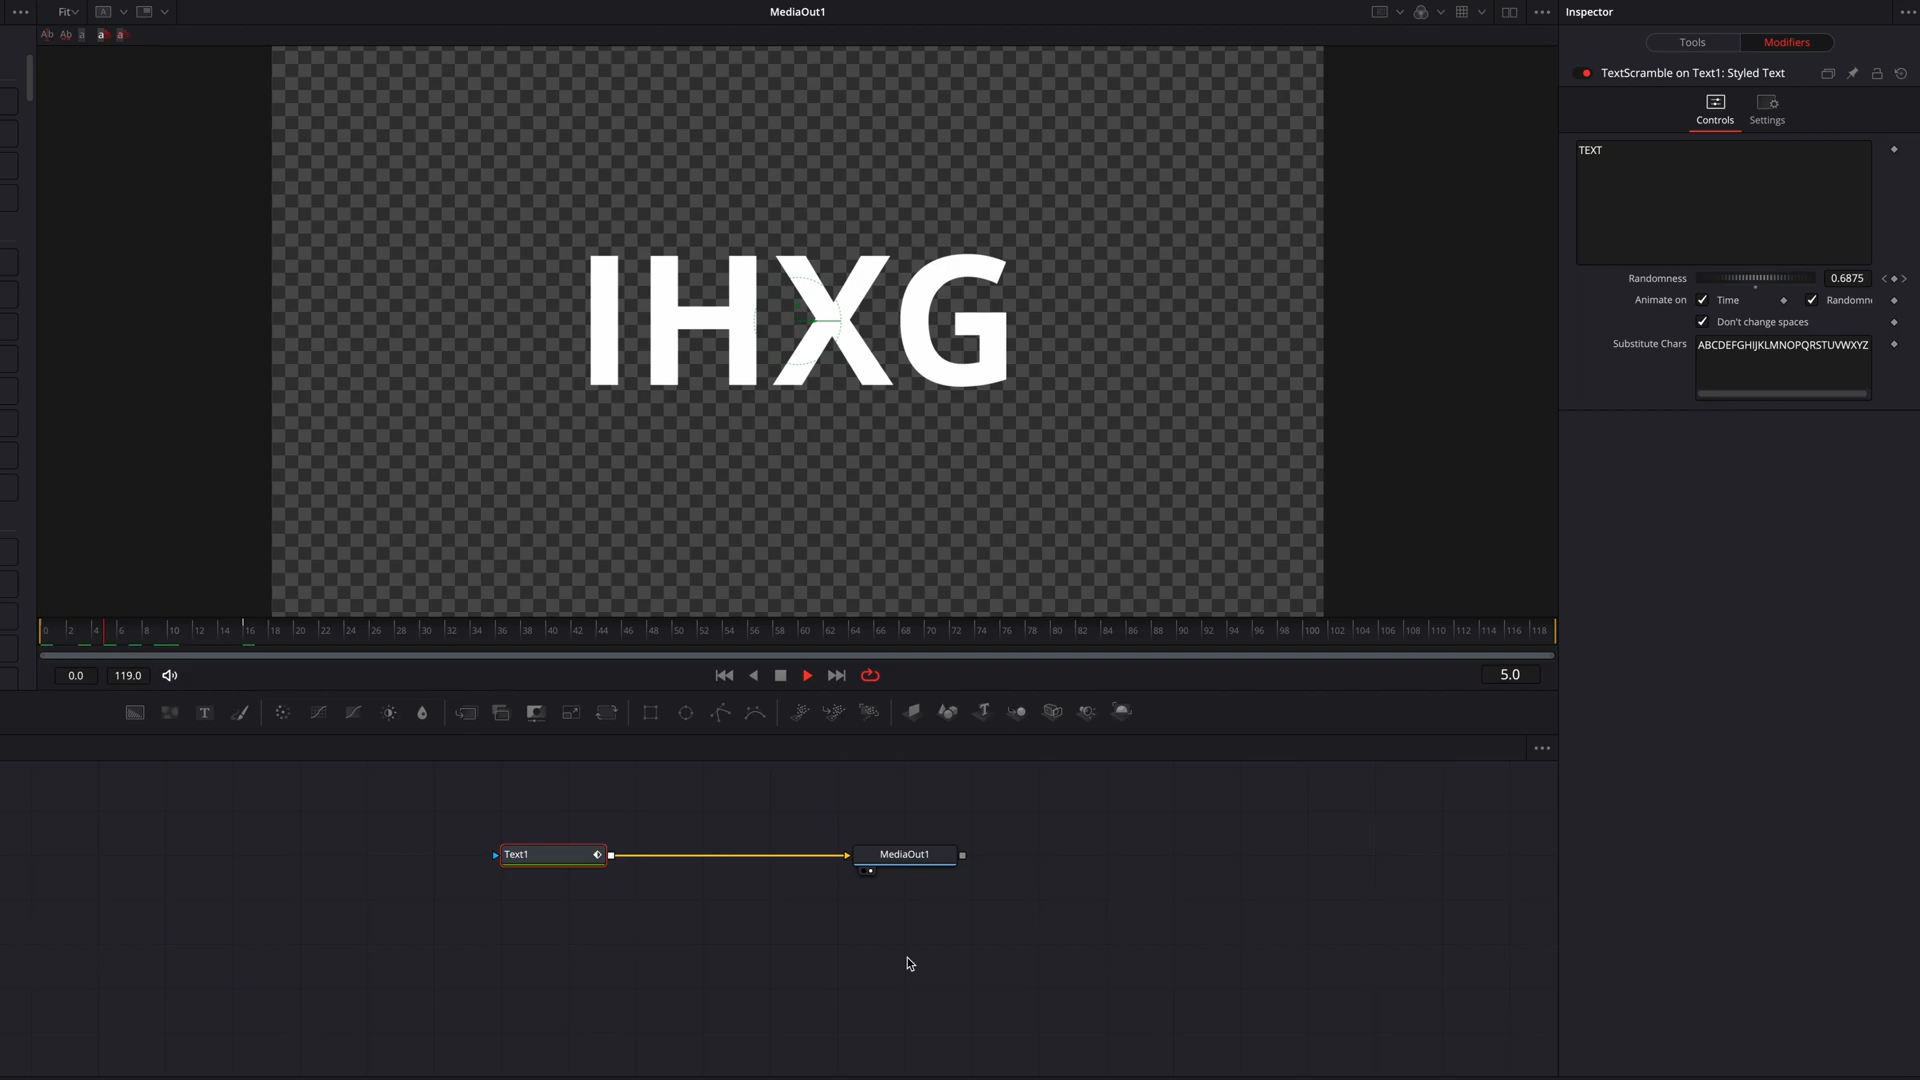 Fit
A
MediaOut1
Inspector
Ab Ab a a a
Tools
Modifiers
TextScramble on Text1: Styled Text
Controls
Settings
TEXT
IHXG
Randomness
0.6875
Animate on
Time
Randomn
Don't change spaces
Substitute Chars
ABCDEFGHIJKLMNOPQRSTUVWXYZ
0 2 4 6 8 10 12 14 16 18 20 22 24 26 28 30 32 34 36 38 40 42 44 46 48 50 52 54 56 58 60 62 64 66 68 70 72 74 76 78 80 82 84 86 88 90 92 94 96 98 100 102 104 106 108 110 112 114 116 118
0.0
119.0
5.0
T
T
Text1
MediaOut1